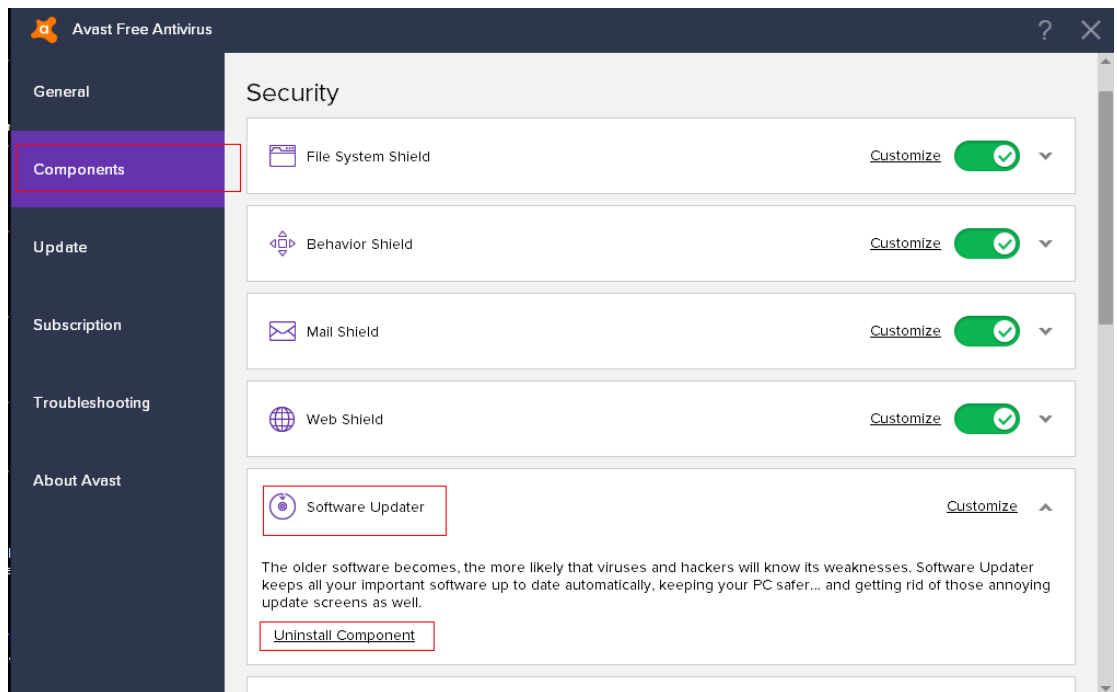 Avast Free Antivirus
?
General
Components
Update
Subscription
Troubleshooting
About Avast
Security
File System Shield Customize
Behavior Shield Customize
Mail Shield Customize
Web Shield Customize
Software Updater Customize
The older software becomes, the more likely that viruses and hackers will know its weaknesses. Software Updater
keeps all your important software up to date automatically, keeping your PC safer... and getting rid of those annoying
update screens as well.
Uninstall Component